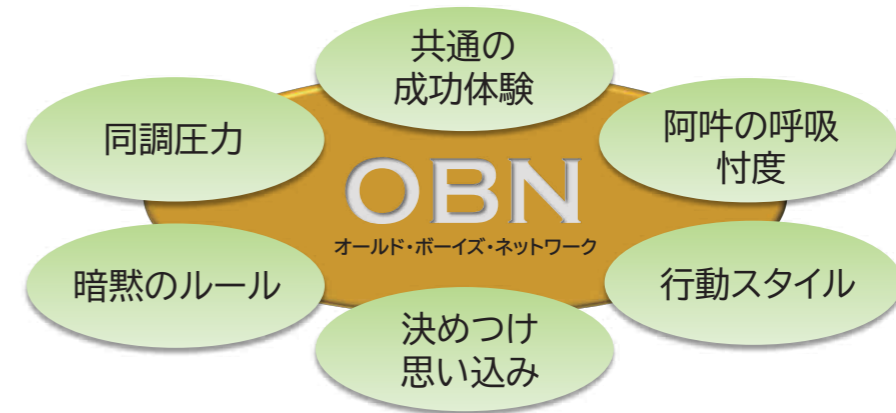 共通の
成功体験
同調圧力
阿吽の呼吸
忖度
OBN
オールド・ボーイズ・ネットワーク
暗黙のルール
行動スタイル
決めつけ
思い込み